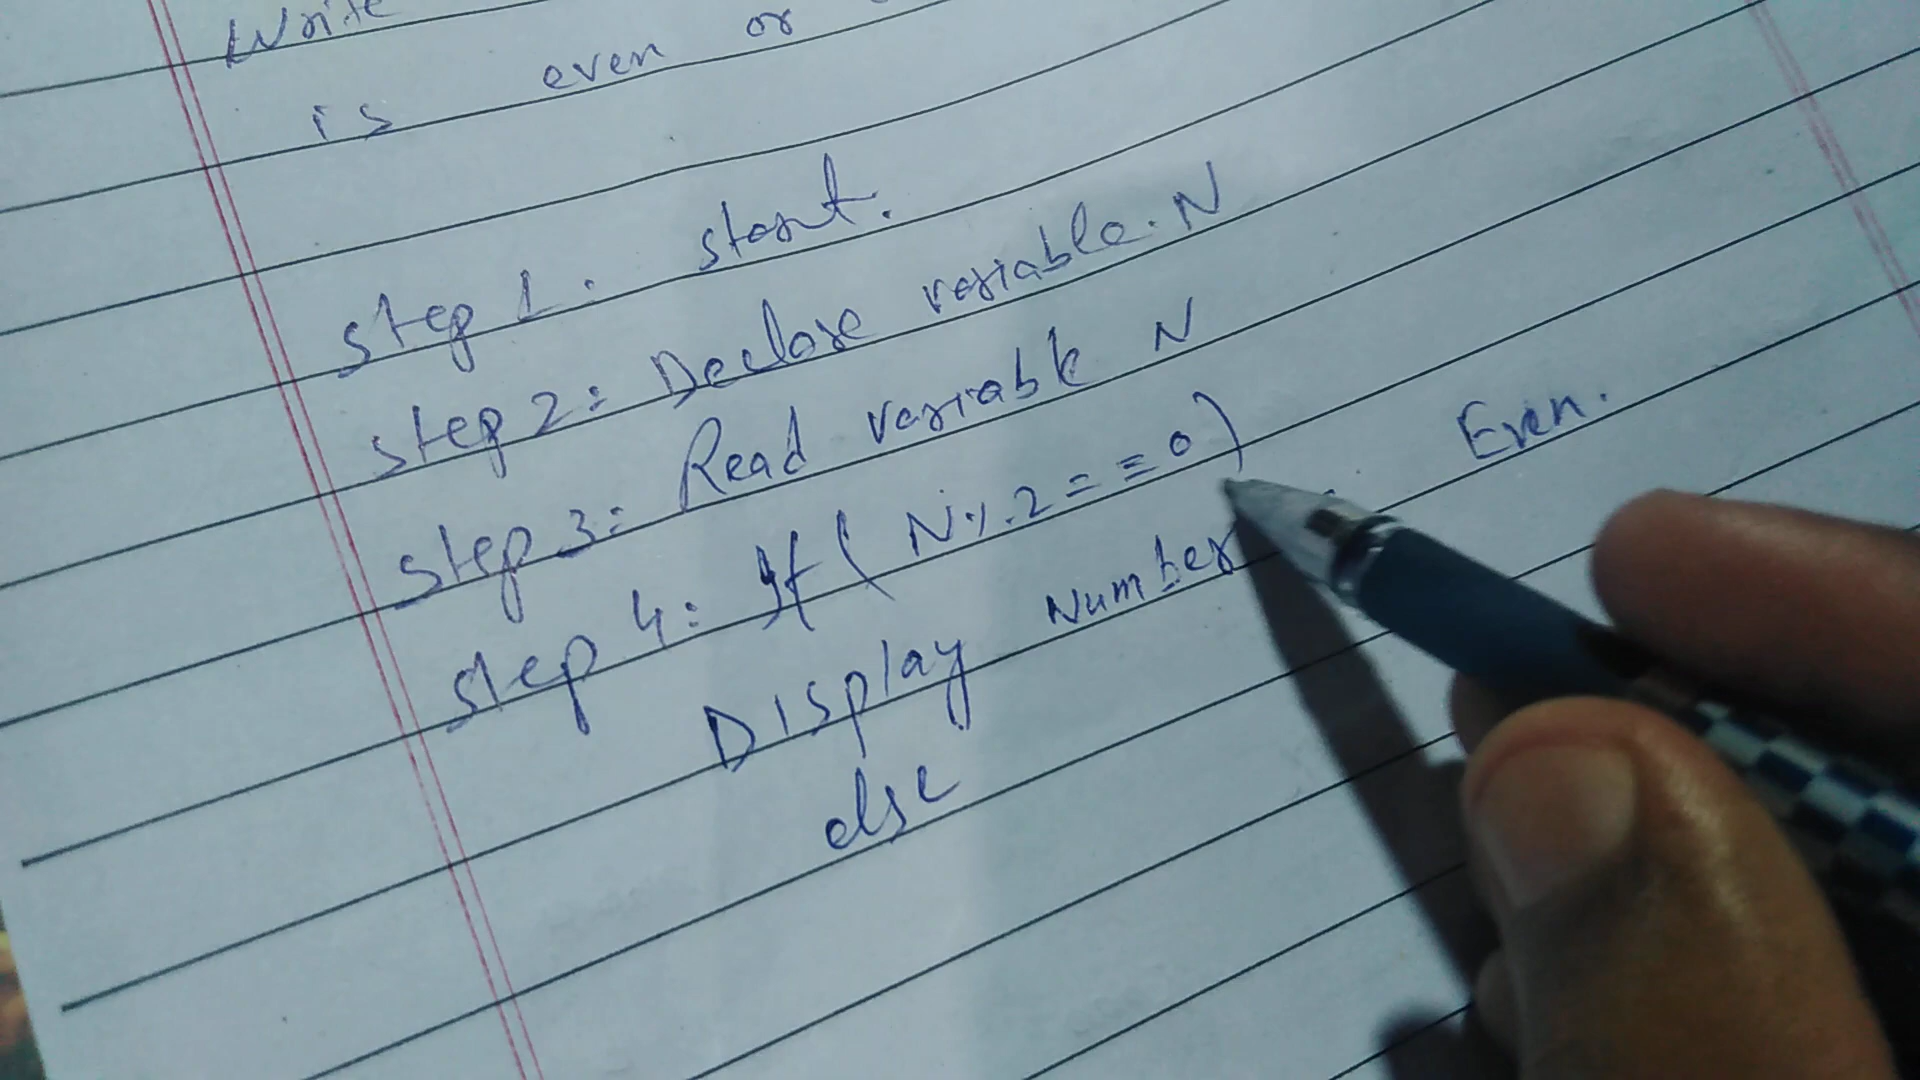 Write
is even or
step 1: start.
step 2: Declare variable. N
step 3: Read variable N
step 4: If ( N % 2 = = 0 )
Display Number Even.
else